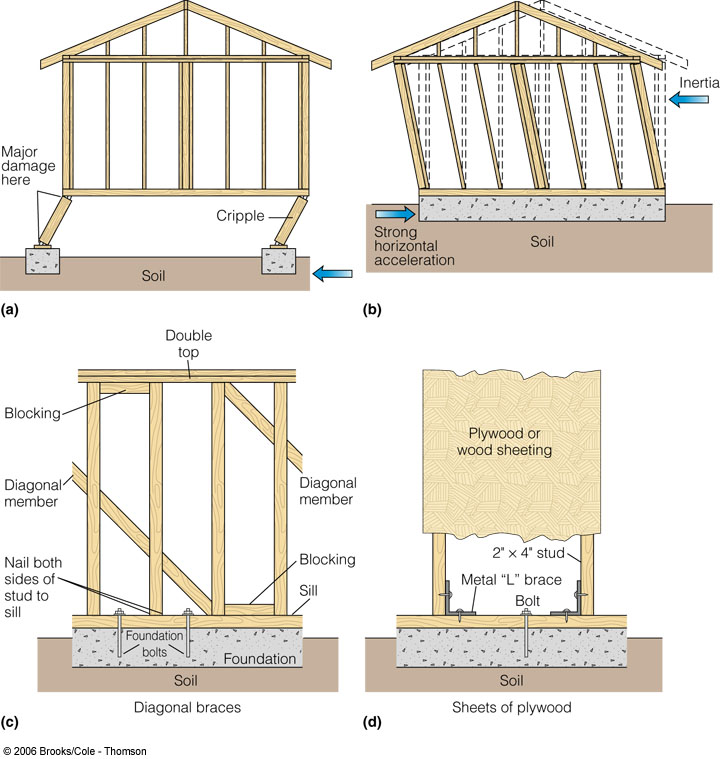 Major
damage
here
Cripple
Soil
(a)
Inertia
Strong
horizontal
acceleration
Soil
(b)
Double
top
Blocking
Diagonal
member
Diagonal
member
Nail both
sides of
stud to
sill
Blocking
Sill
Foundation
bolts
Foundation
Soil
(c)
Diagonal braces
Plywood or
wood sheeting
2" × 4" stud
Metal "L" brace
Bolt
Soil
(d)
Sheets of plywood
© 2006 Brooks/Cole - Thomson